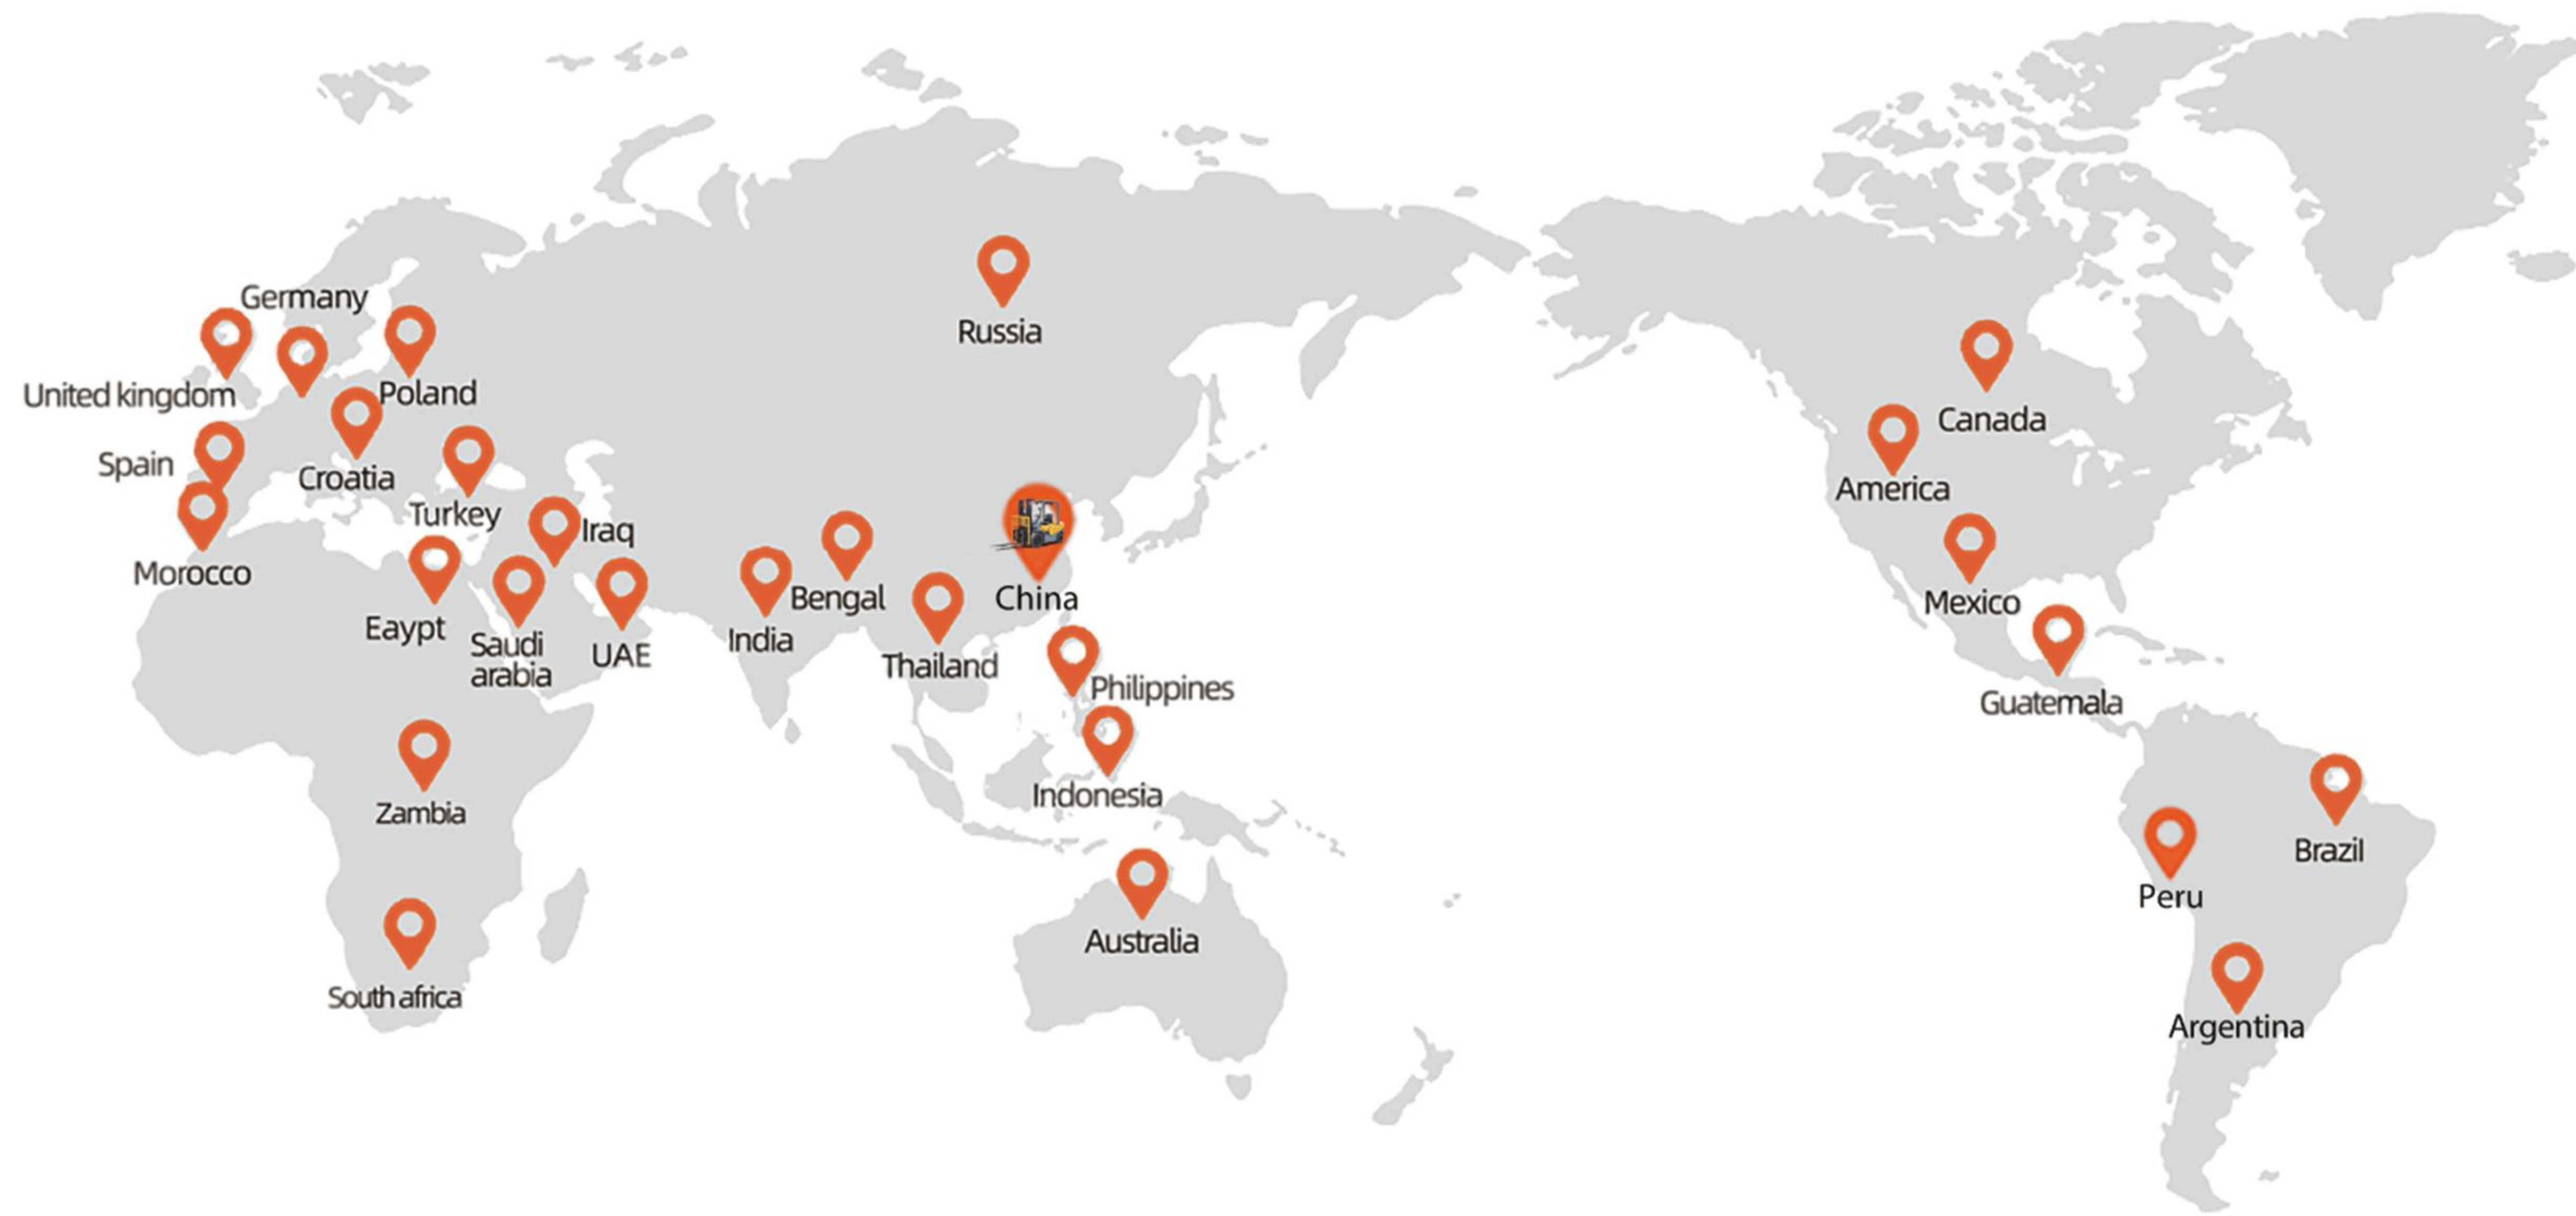 Germany
Russia
United kingdom
Poland
Canada
Spain
Croatia
America
Turkey
Iraq
Morocco
Bengal
China
Mexico
Eaypt
Saudi
arabia
UAE
India
Thailand
Philippines
Guatemala
Indonesia
Zambia
Brazil
Peru
Australia
South africa
Argentina